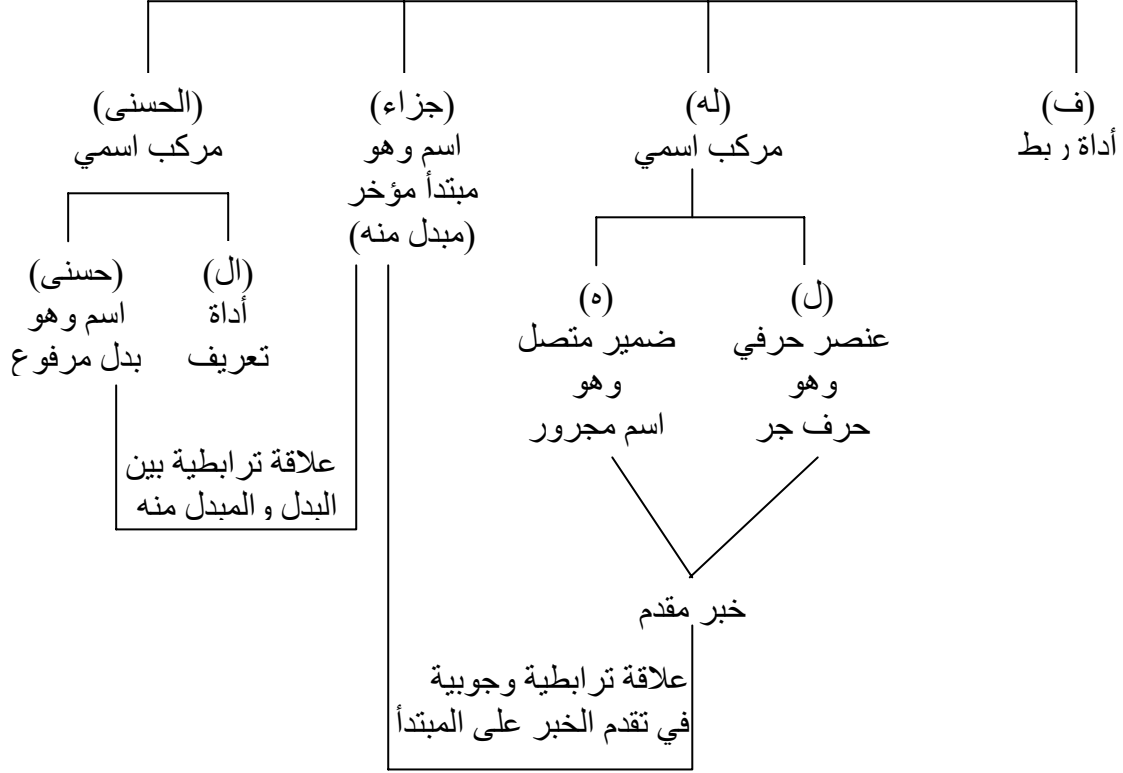 (ف)
أداة ربط
(له)
مركب اسمي
(جزاء)
اسم وهو
مبتدأ مؤخر
(مبدل منه)
(الحسنى)
مركب اسمي
(ل)
عنصر حرفي
وهو
حرف جر
(ه)
ضمير متصل
وهو
اسم مجرور
(ال)
أداة
تعريف
(حسنى)
اسم وهو
بدل مرفوع
علاقة ترابطية بين
البدل والمبدل منه
خبر مقدم
علاقة ترابطية وجوبية
في تقدم الخبر على المبتدأ